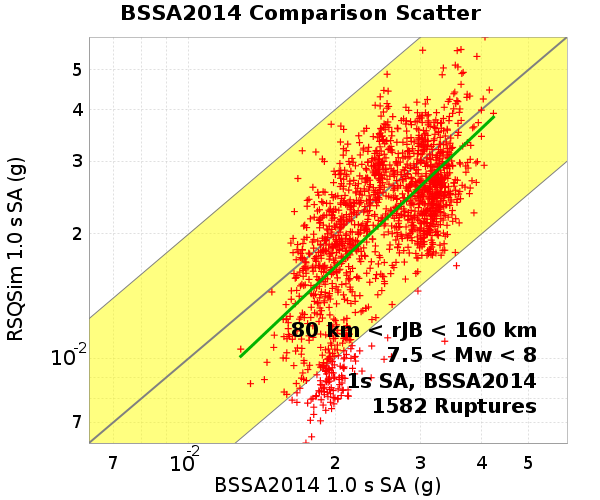 BSSA2014 Comparison Scatter
RSQSim 1.0 s SA (g)
5
4
3
2
10-2
7
80 km < rJB < 160 km
7.5 < Mw < 8
1s SA, BSSA2014
1582 Ruptures
7 10-2 2 3 4 5
BSSA2014 1.0 s SA (g)